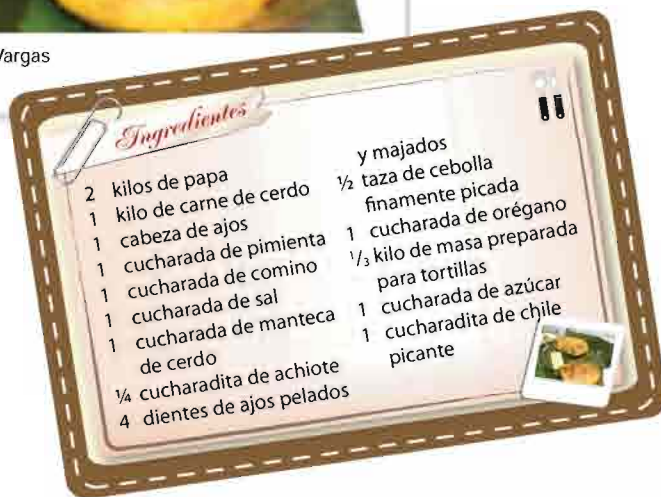 Vargas
Ingredientes
2 kilos de papa
1 kilo de carne de cerdo
1 cabeza de ajos
1 cucharada de pimienta
1 cucharada de comino
1 cucharada de sal
1 cucharada de manteca
de cerdo
¼ cucharadita de achiote
4 dientes de ajos pelados
y majados
½ taza de cebolla
finamente picada
1 cucharada de orégano
⅓ kilo de masa preparada
para tortillas
1 cucharada de azúcar
1 cucharadita de chile
picante